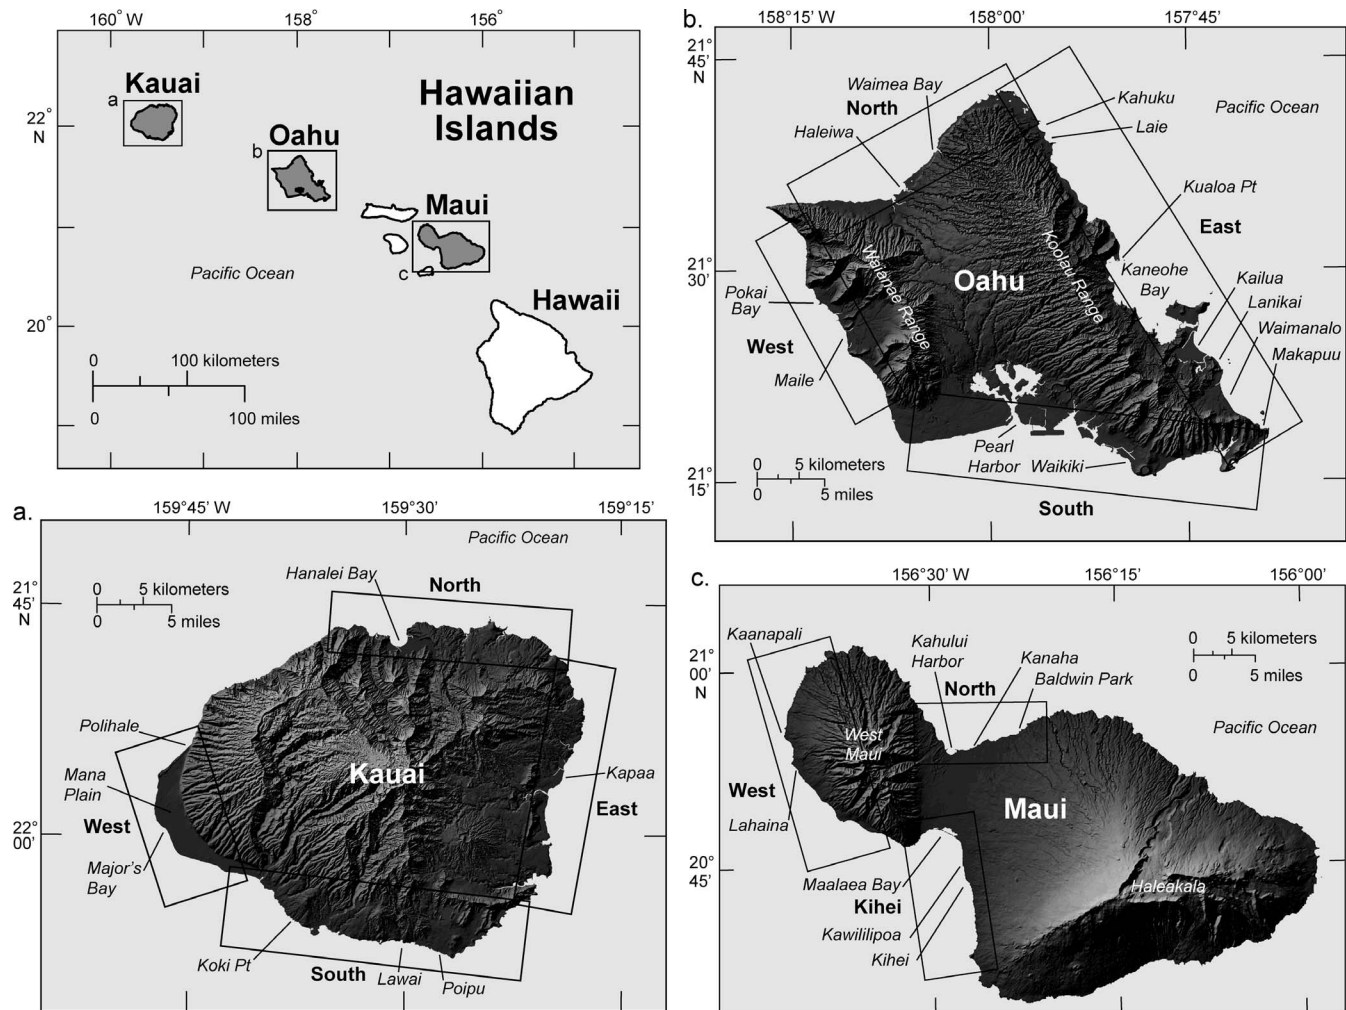 160° W
158°
156°
Kauai
a
Hawaiian
Islands
22°
N
Oahu
b
Maui
c
Pacific Ocean
Hawaii
20°
0
100 kilometers
0
100 miles
b.
158°15' W
158°00'
157°45'
21°
45'
N
Waimea Bay
North
Haleiwa
Kahuku
Laie
Pacific Ocean
Kualoa Pt
East
21°
30'
Waianae Range
Oahu
Koolau Range
Kaneohe
Bay
Kailua
Lanikai
Waimanalo
Makapuu
Pokai
Bay
West
Maile
Pearl
Harbor
Waikiki
0
5 kilometers
0
5 miles
21°
15'
South
a.
159°45' W
159°30'
159°15'
Pacific Ocean
21°
45'
N
0
5 kilometers
0
5 miles
Hanalei Bay
North
Polihale
Mana
Plain
West
Kauai
Kapaa
East
22°
00'
Major's
Bay
Koki Pt
South
Lawai
Poipu
c.
156°30' W
156°15'
156°00'
Kaanapali
21°
00'
N
Kahului
Harbor
North
Kanaha
Baldwin Park
0
5 kilometers
0
5 miles
Pacific Ocean
West
Maui
West
Lahaina
Maui
20°
45'
Maalaea Bay
Kihei
Kawililipoa
Kihei
Haleakala